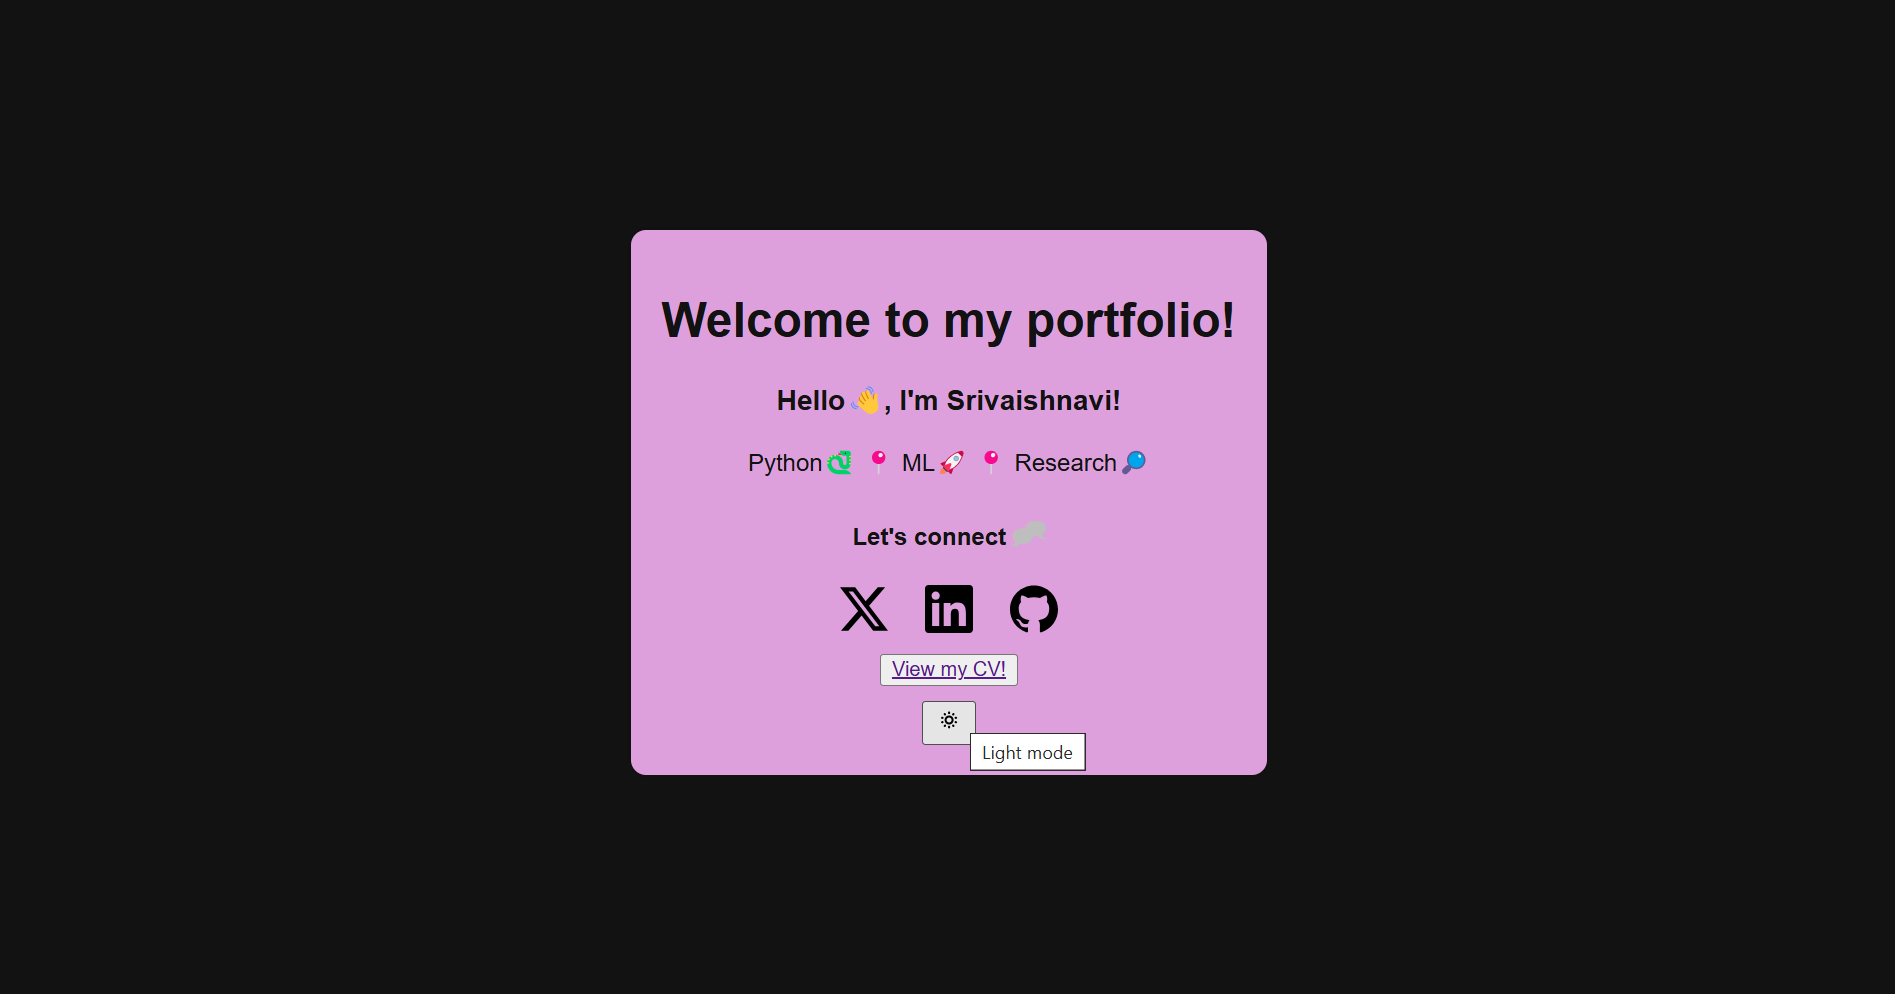 Welcome to my portfolio!
Hello 👋, I'm Srivaishnavi!
Python🐉 📍 ML🚀 📍 Research🔎
Let's connect
View my CV!
Light mode